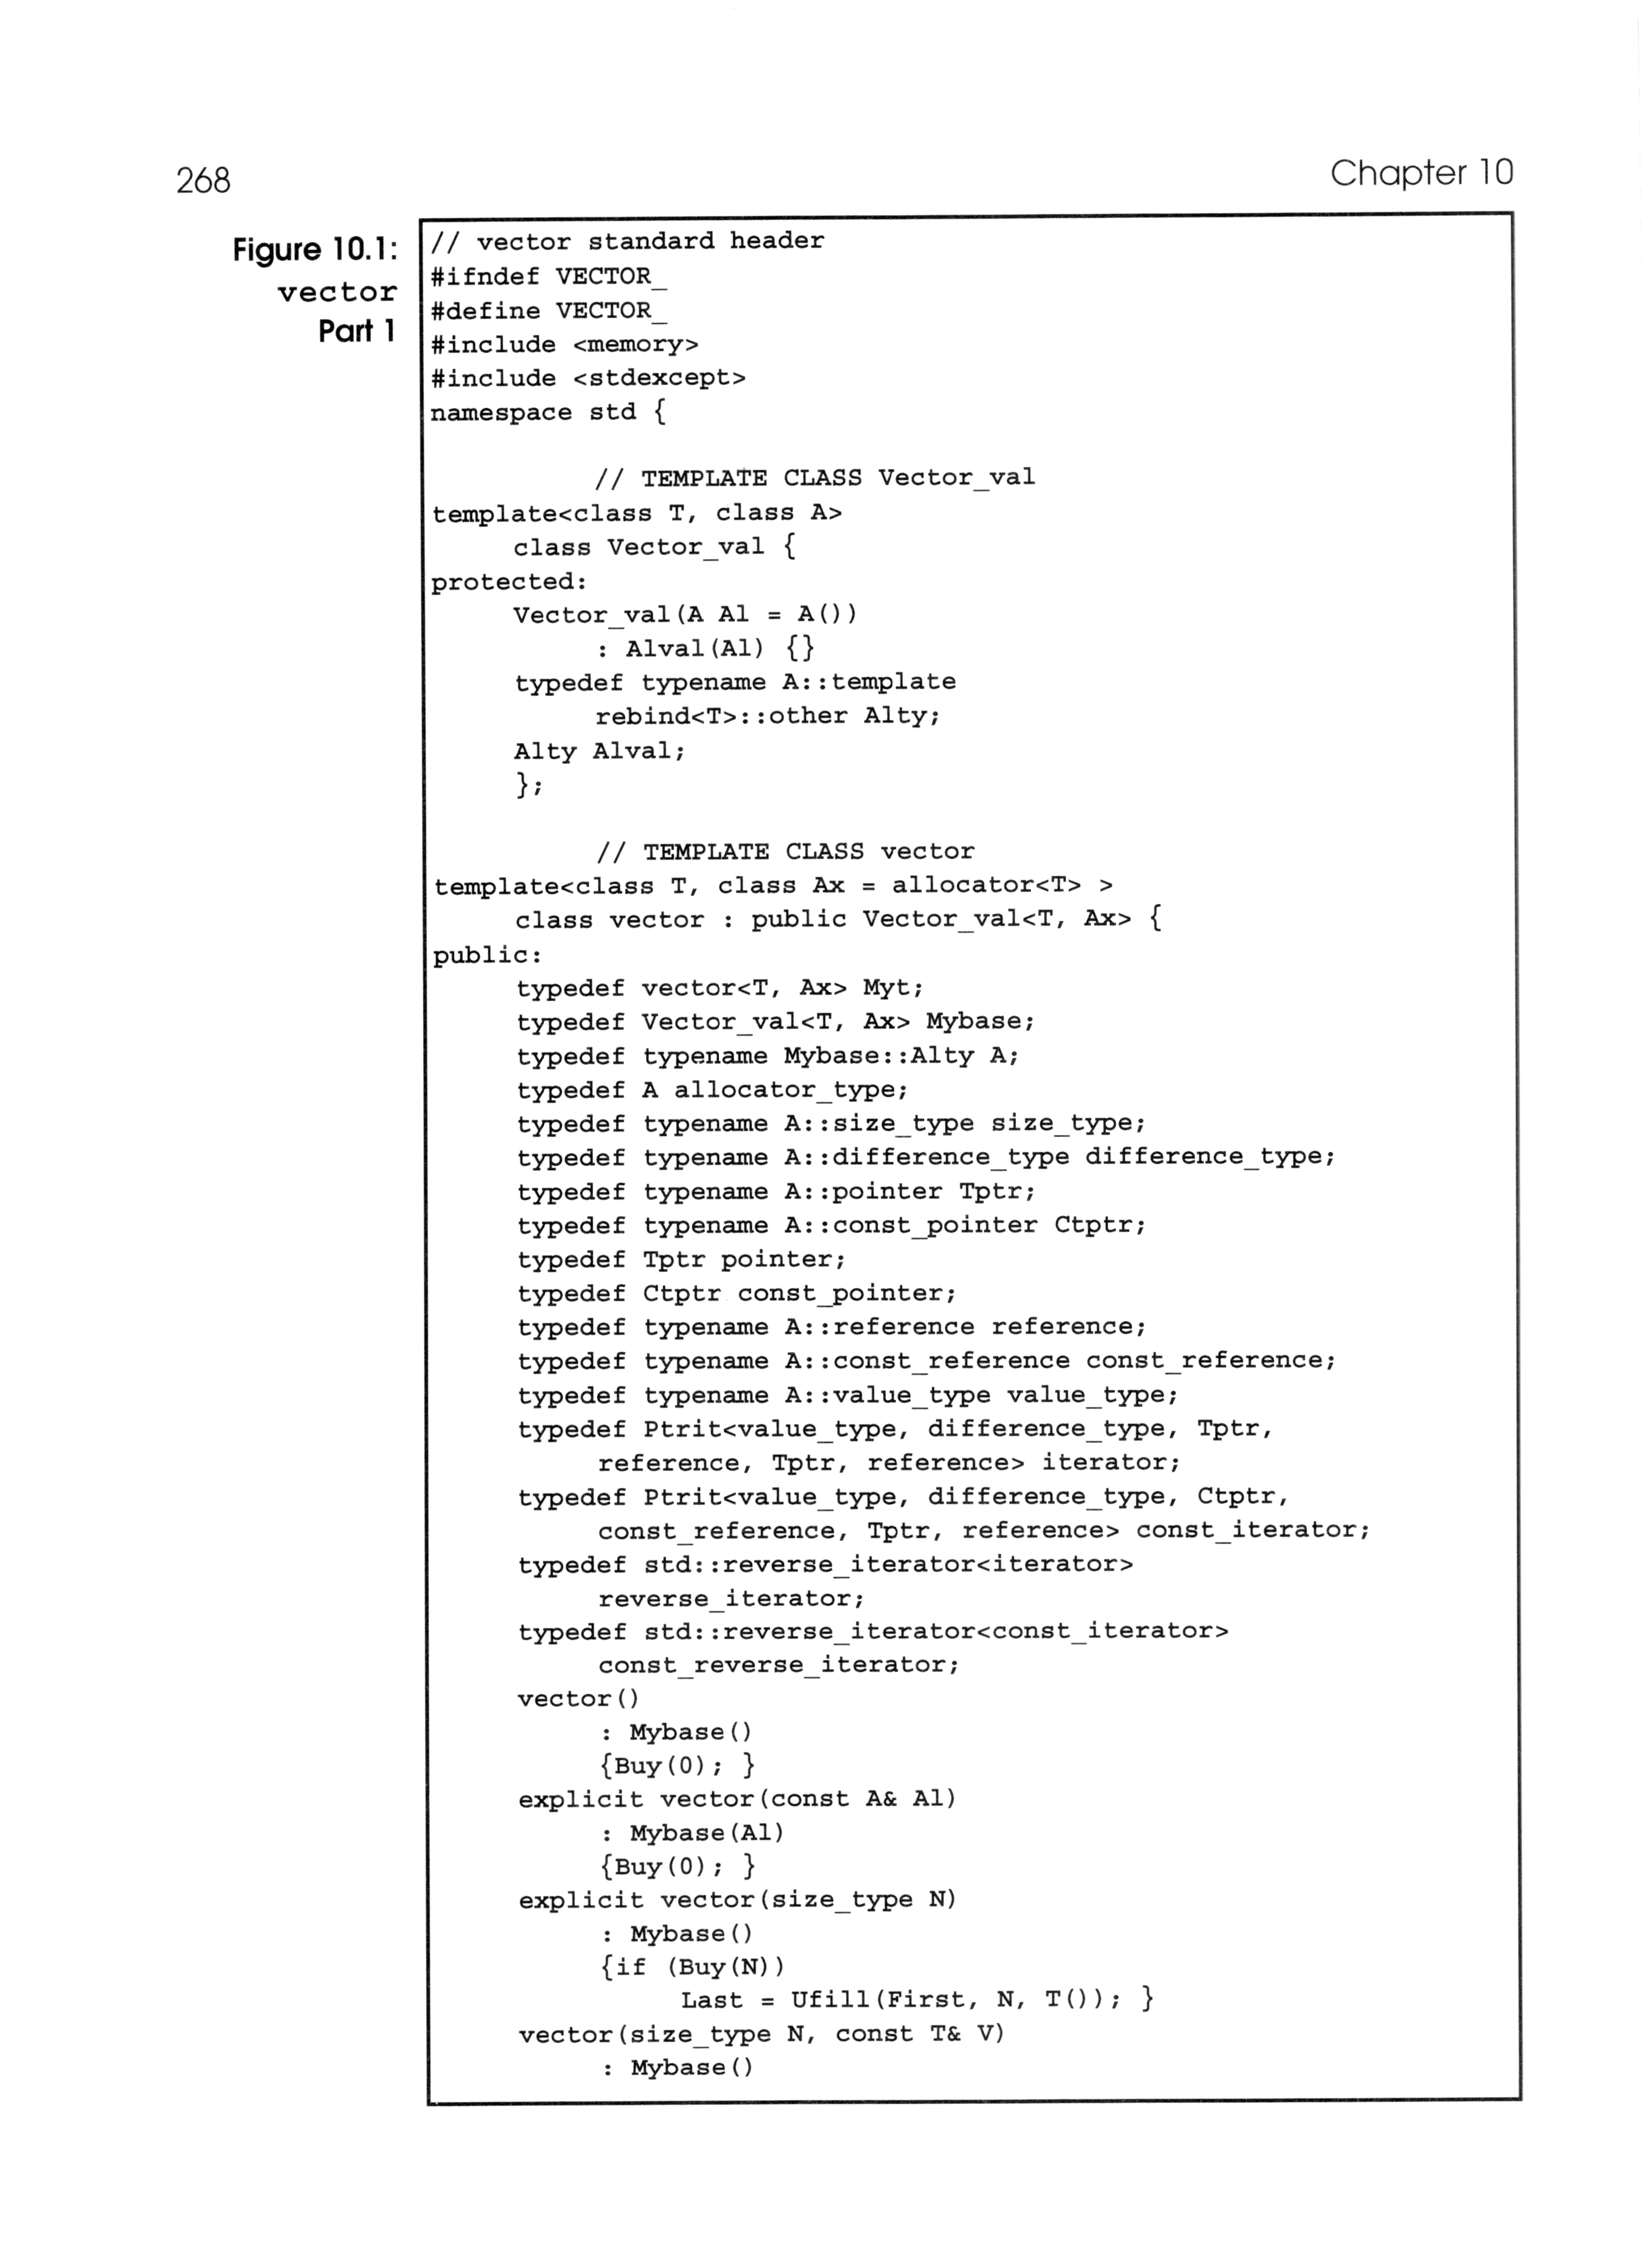 268
Chapter 10
Figure 10.1:
vector
Part 1
// vector standard header
#ifndef VECTOR_
#define VECTOR_
#include <memory>
#include <stdexcept>
namespace std {
// TEMPLATE CLASS Vector_val
template<class T, class A>
class Vector_val {
protected:
Vector_val(A Al = A())
: Alval(Al) {}
typedef typename A::template
rebind<T>::other Alty;
Alty Alval;
};
// TEMPLATE CLASS vector
template<class T, class Ax = allocator<T> >
class vector : public Vector_val<T, Ax> {
public:
typedef vector<T, Ax> Myt;
typedef Vector_val<T, Ax> Mybase;
typedef typename Mybase::Alty A;
typedef A allocator_type;
typedef typename A::size_type size_type;
typedef typename A::difference_type difference_type;
typedef typename A::pointer Tptr;
typedef typename A::const_pointer Ctptr;
typedef Tptr pointer;
typedef Ctptr const_pointer;
typedef typename A::reference reference;
typedef typename A::const_reference const_reference;
typedef typename A::value_type value_type;
typedef Ptrit<value_type, difference_type, Tptr,
reference, Tptr, reference> iterator;
typedef Ptrit<value_type, difference_type, Ctptr,
const_reference, Tptr, reference> const_iterator;
typedef std::reverse_iterator<iterator>
reverse_iterator;
typedef std::reverse_iterator<const_iterator>
const_reverse_iterator;
vector()
: Mybase()
{Buy(0); }
explicit vector(const A& Al)
: Mybase(Al)
{Buy(0); }
explicit vector(size_type N)
: Mybase()
{if (Buy(N))
Last = Ufill(First, N, T()); }
vector(size_type N, const T& V)
: Mybase()